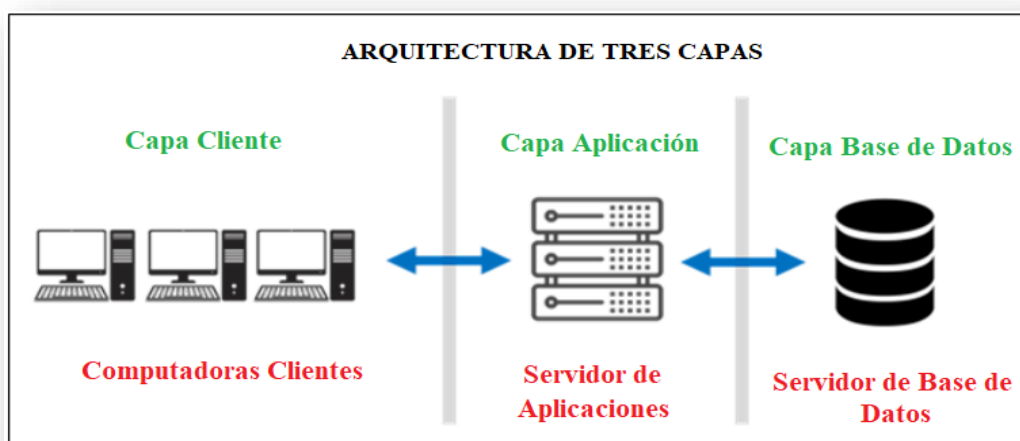 ARQUITECTURA DE TRES CAPAS
Capa Cliente
Capa Aplicación
Capa Base de Datos
Computadoras Clientes
Servidor de
Aplicaciones
Servidor de Base de
Datos